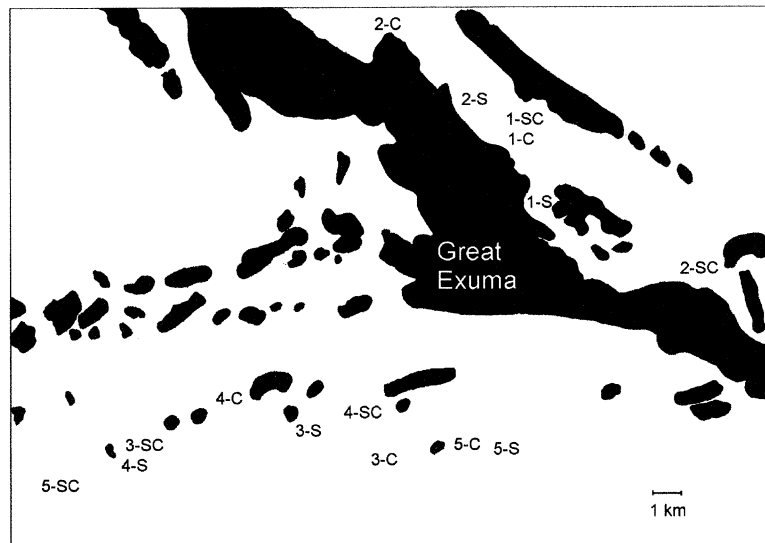 2-C
2-S
1-SC
1-C
1-S
Great
Exuma
2-SC
4-C
4-SC
3-S
3-SC
4-S
3-C
5-C
5-S
5-SC
1 km